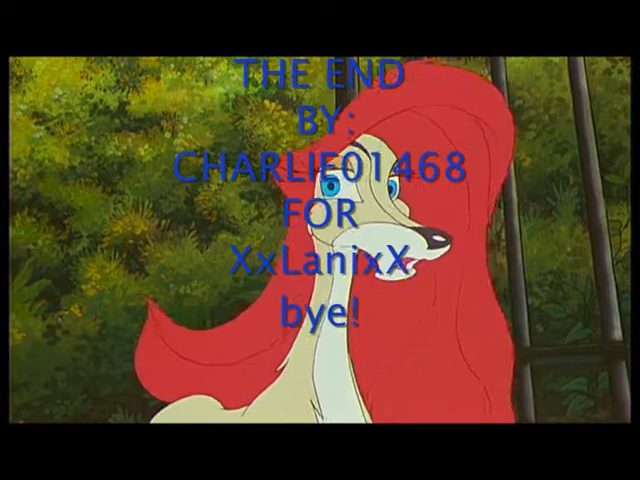 THE END
BY:
CHARLIE01468
FOR
XxLanixX
bye!